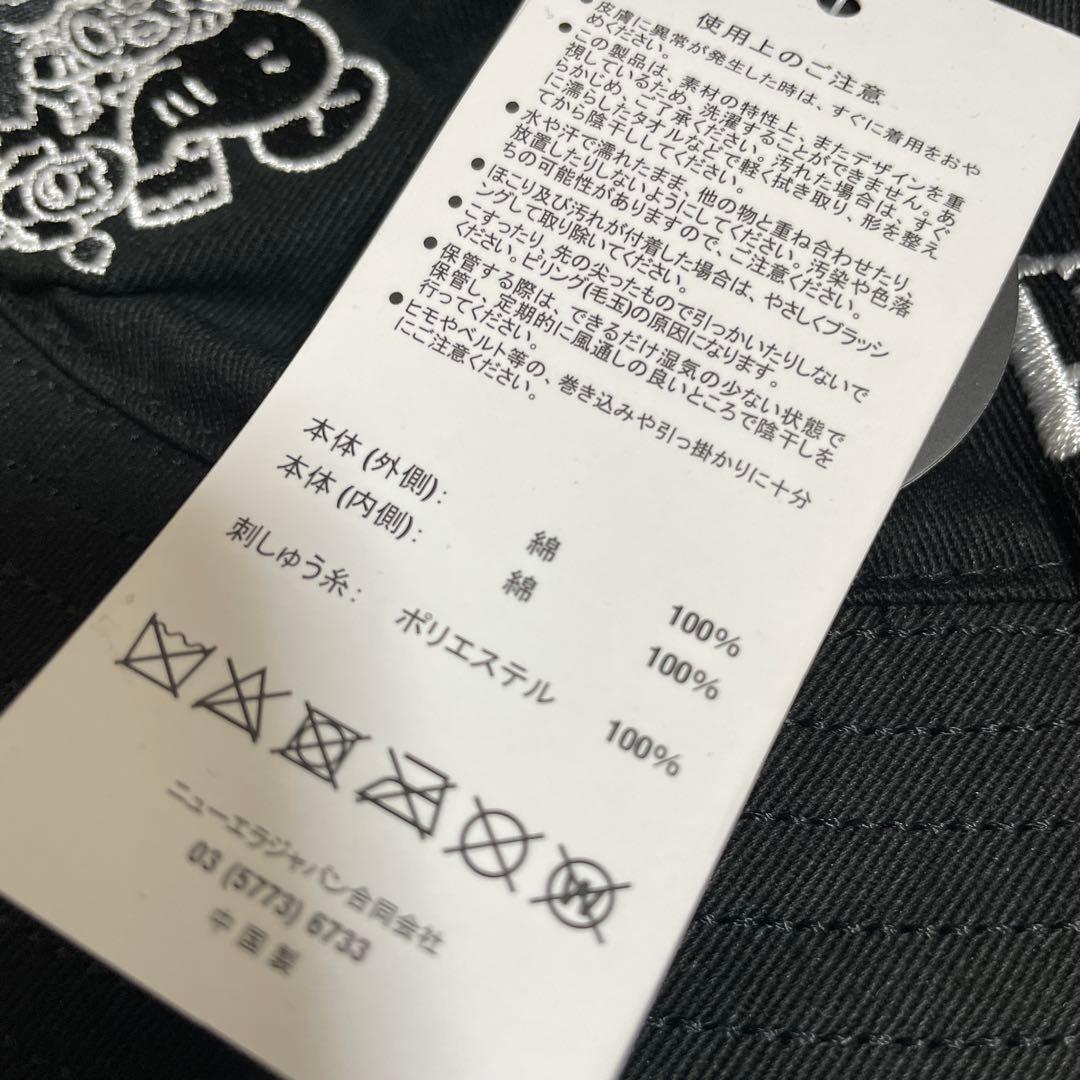 使用上のご注意
皮膚に異常が発生した時は、すぐに着用をおや
めください。
この製品は、素材の特性上、またデザインを重
視しているため、洗濯することができません。あ
らかじめ、ご了承ください。汚れた場合は、すぐ
に濡らしたタオルなどで軽く拭き取り、形を整え
てから陰干ししてください。
• 水や汗で濡れたまま、他の物と重ね合わせたり、
放置したりしないようにしてください。汚染や色落
ちの可能性がありますので、ご注意ください。
• ほこり及び汚れが付着した場合は、やさしくブラッシ
ングして取り除いてください。
• こすったり、先の尖ったもので引っかいたりしないで
ください。ピリング(毛玉)の原因になります。
• 保管する際は、できるだけ湿気の少ない状態で
保管し、定期的に風通しの良いところで陰干しを
行ってください。
• ヒモやベルト等の、巻き込みや引っ掛かりに十分
にご注意ください。
本体 (外側): 綿 100%
本体 (内側): 綿 100%
刺しゅう糸: ポリエステル 100%
W
ニューエラジャパン合同会社
03 (5773) 6733
中国製